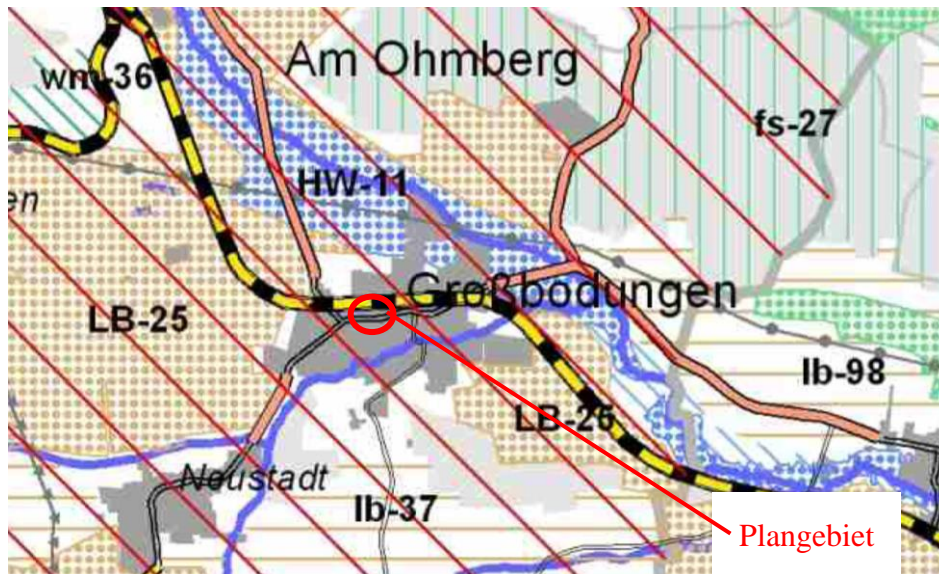 Am Ohmberg
wm-36
fs-27
HW-11
en
Großbodungen
LB-25
lb-98
LB-26
Neustadt
lb-37
Plangebiet